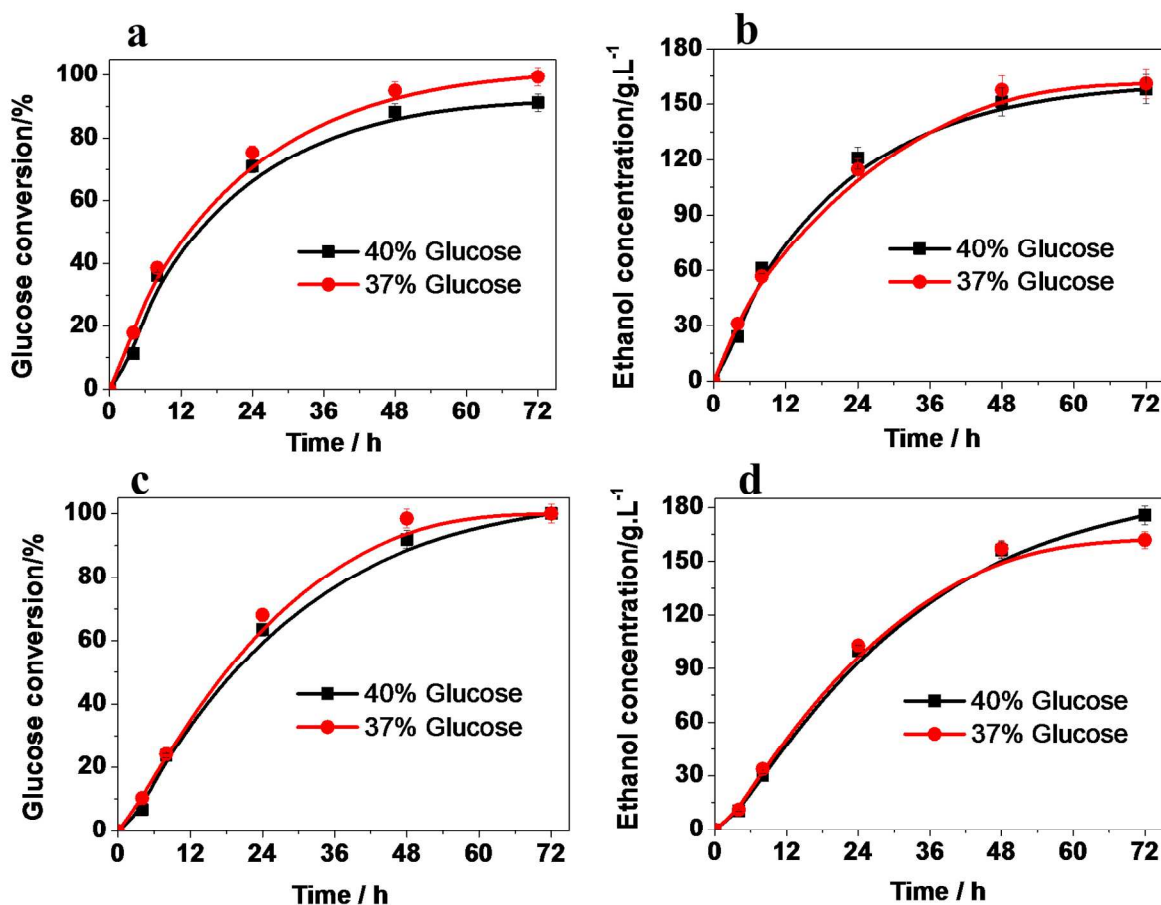 a
Glucose conversion/%
100
80
60
40
20
0
40% Glucose
37% Glucose
0 12 24 36 48 60 72
Time / h
b
Ethanol concentration/g.L-1
180
150
120
90
60
30
0
40% Glucose
37% Glucose
0 12 24 36 48 60 72
Time / h
c
Glucose conversion/%
100
80
60
40
20
0
40% Glucose
37% Glucose
0 12 24 36 48 60 72
Time / h
d
Ethanol concentration/g.L-1
180
150
120
90
60
30
0
40% Glucose
37% Glucose
0 12 24 36 48 60 72
Time / h